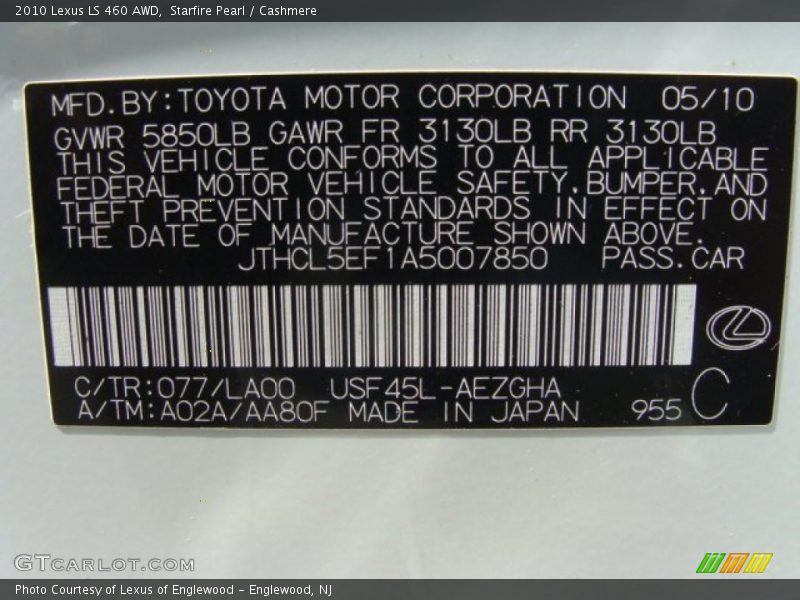 2010 Lexus LS 460 AWD,  Starfire Pearl / Cashmere
MFD.BY:TOYOTA MOTOR CORPORATION 05/10
GVWR 5850LB GAWR FR 3130LB RR 3130LB
THIS VEHICLE CONFORMS TO ALL APPLICABLE
FEDERAL MOTOR VEHICLE SAFETY,BUMPER,AND
THEFT PREVENTION STANDARDS IN EFFECT ON
THE DATE OF MANUFACTURE SHOWN ABOVE.
JTHCL5EF1A5007850 PASS.CAR
C/TR:077/LA00 USF45L-AEZGHA
A/TM:A02A/AA80F MADE IN JAPAN 955 C
GTCARLOT.COM
Photo Courtesy of Lexus of Englewood – Englewood, NJ